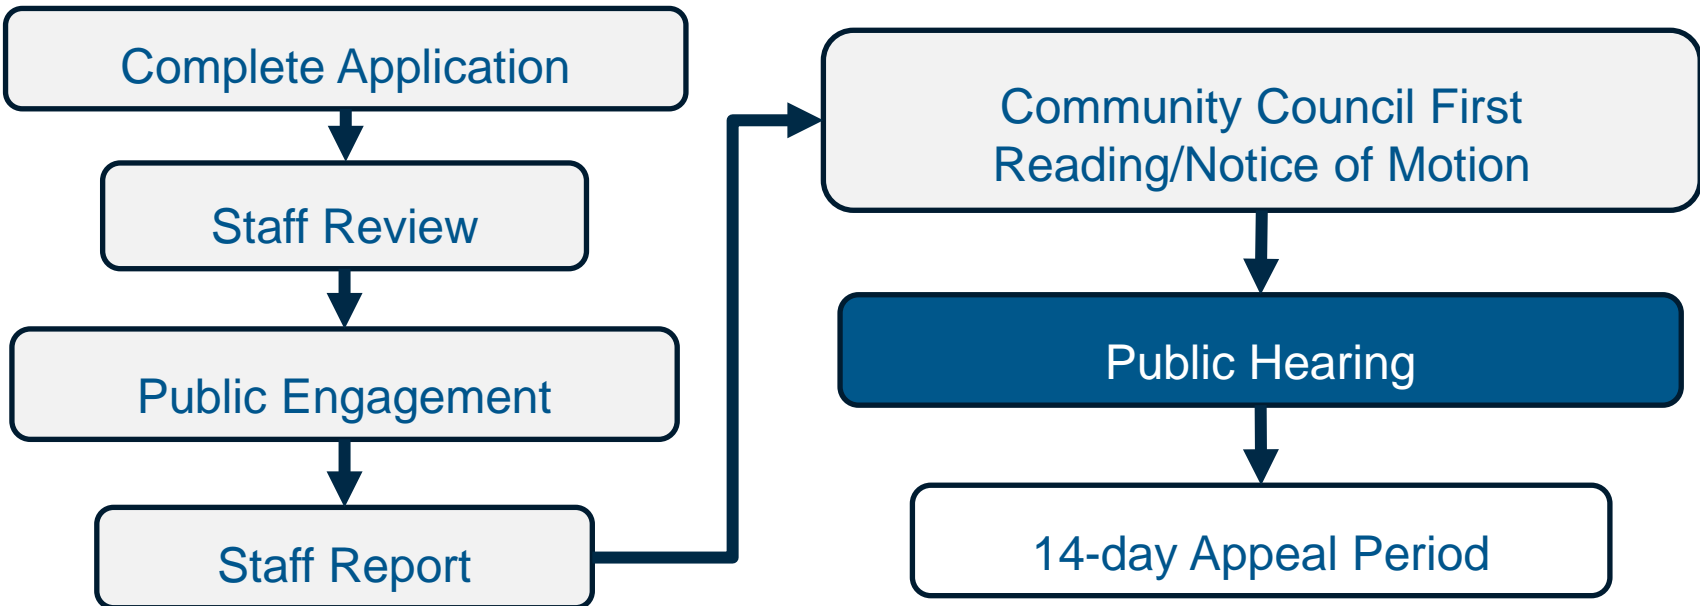 Complete Application
Staff Review
Public Engagement
Staff Report
Community Council First
Reading/Notice of Motion
Public Hearing
14-day Appeal Period